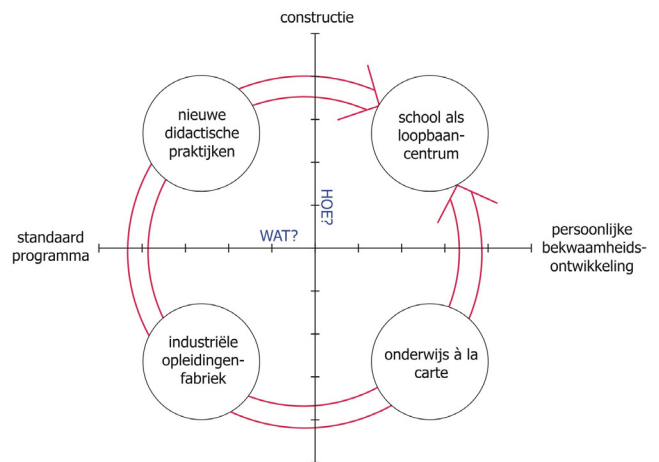 constructie
nieuwe
didactische
praktijken
school als
loopbaan-
centrum
HOE?
WAT?
standaard
programma
persoonlijke
bekwaamheids-
ontwikkeling
industriële
opleidingen-
fabriek
onderwijs à la
carte